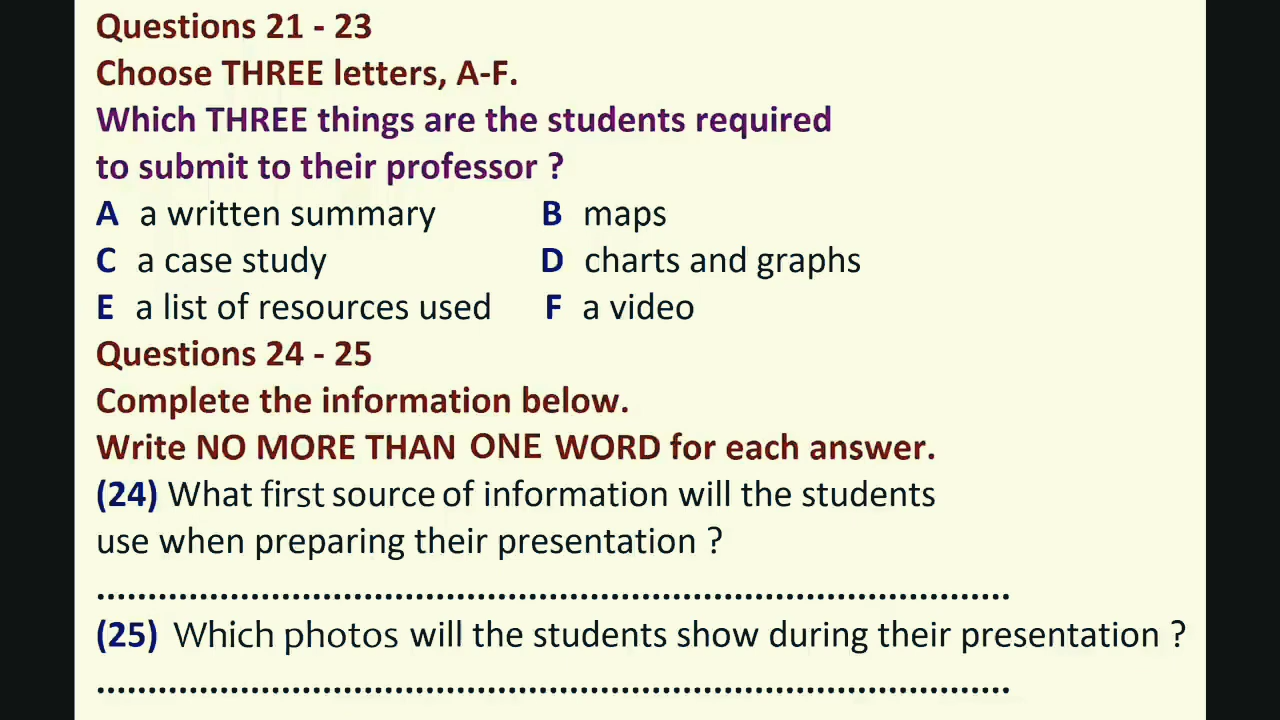 Questions 21 - 23
Choose THREE letters, A-F.
Which THREE things are the students required
to submit to their professor ?
A a written summary B maps
C a case study D charts and graphs
E a list of resources used F a video
Questions 24 - 25
Complete the information below.
Write NO MORE THAN ONE WORD for each answer.
(24) What first source of information will the students
use when preparing their presentation ?
.........................................................................................
(25) Which photos will the students show during their presentation ?
.........................................................................................